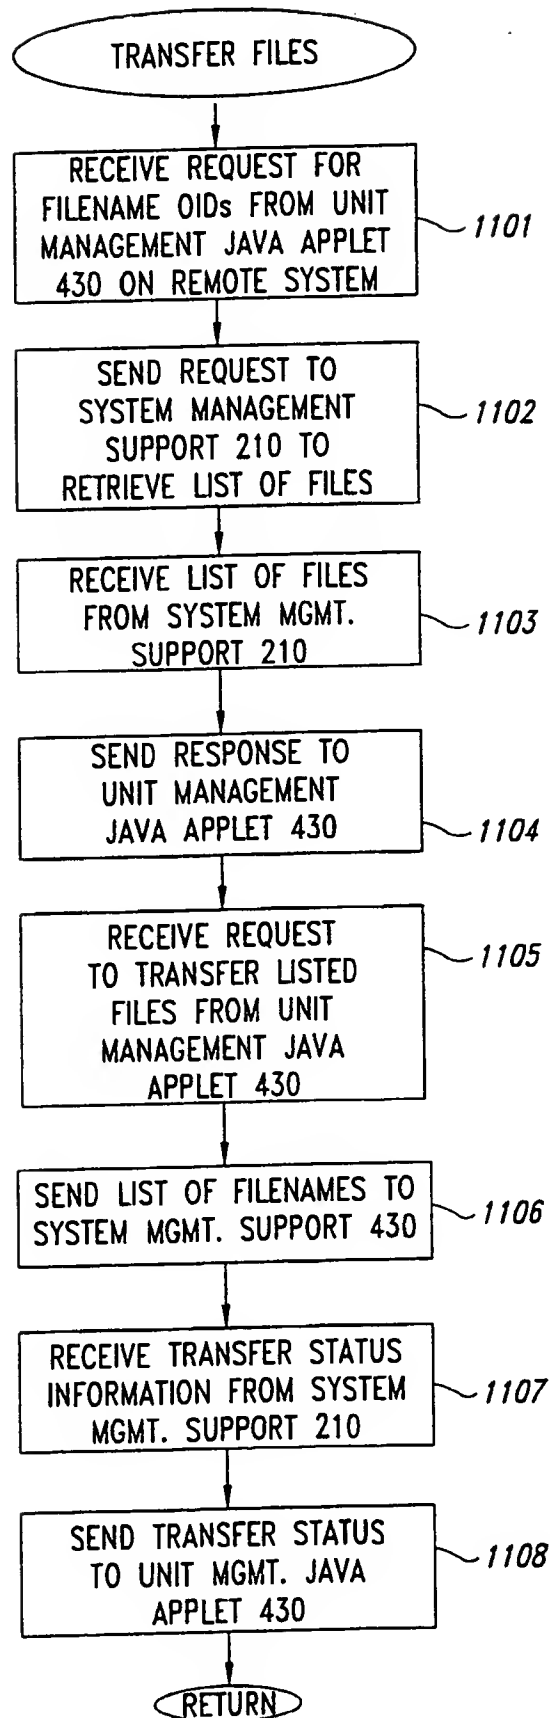 TRANSFER FILES
RECEIVE REQUEST FOR
FILENAME OIDs FROM UNIT
MANAGEMENT JAVA APPLET
430 ON REMOTE SYSTEM
1101
SEND REQUEST TO
SYSTEM MANAGEMENT
SUPPORT 210 TO
RETRIEVE LIST OF FILES
1102
RECEIVE LIST OF FILES
FROM SYSTEM MGMT.
SUPPORT 210
1103
SEND RESPONSE TO
UNIT MANAGEMENT
JAVA APPLET 430
1104
RECEIVE REQUEST
TO TRANSFER LISTED
FILES FROM UNIT
MANAGEMENT JAVA
APPLET 430
1105
SEND LIST OF FILENAMES TO
SYSTEM MGMT. SUPPORT 430
1106
RECEIVE TRANSFER STATUS
INFORMATION FROM SYSTEM
MGMT. SUPPORT 210
1107
SEND TRANSFER STATUS
TO UNIT MGMT. JAVA
APPLET 430
1108
RETURN